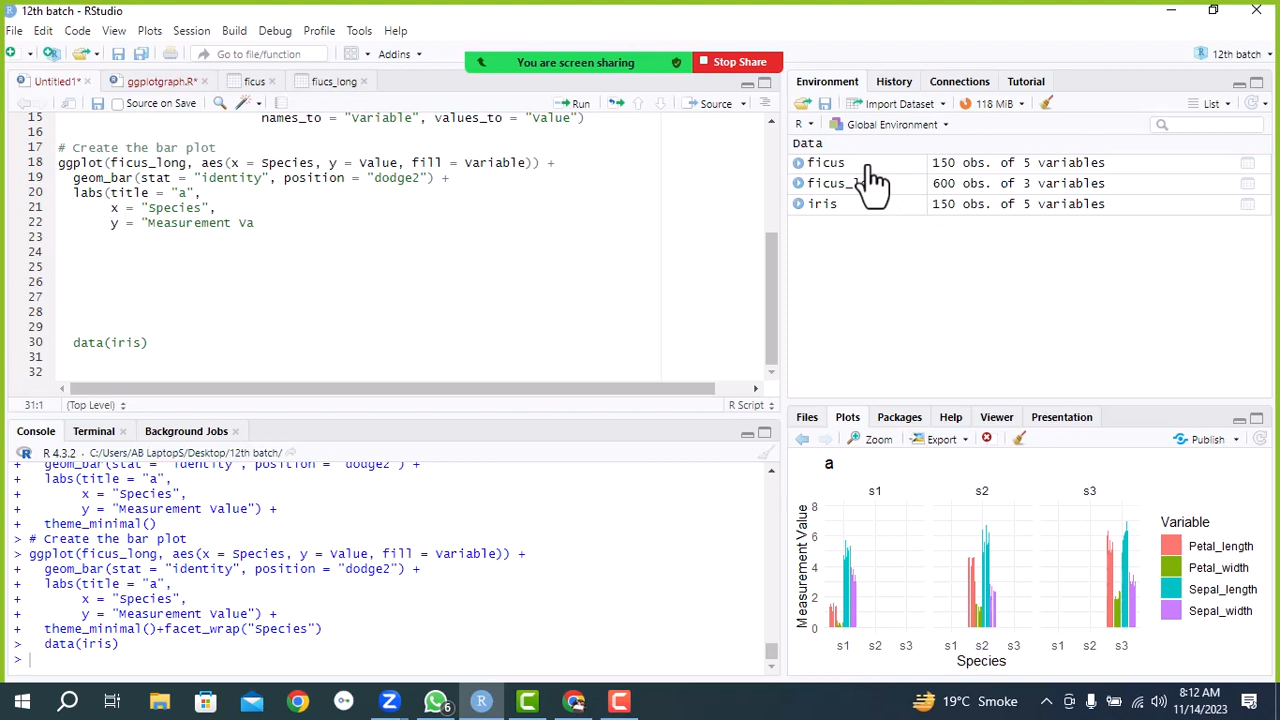 12th batch - RStudio
File Edit Code View Plots Session Build Debug Profile Tools Help
Go to file/function Addins 12th batch
You are screen sharing Stop Share
Untitled1* ggplotgraph.R* ficus fiucs_long
Source on Save Run Source
15 names_to = "Variable", values_to = "Value")
16
17 # Create the bar plot
18 ggplot(ficus_long, aes(x = Species, y = Value, fill = Variable)) +
19 geom_bar(stat = "identity", position = "dodge2") +
20 labs(title = "a",
21 x = "Species",
22 y = "Measurement Va
23
24
25
26
27
28
29
30 data(iris)
31
32
31:1 (Top Level) R Script
Console Terminal Background Jobs
R 4.3.2 . C:/Users/AB LaptopS/Desktop/12th batch/
+ geom_bar(stat = "identity", position = "dodge2") +
+ labs(title = "a",
+ x = "Species",
+ y = "Measurement Value") +
+ theme_minimal()
> # Create the bar plot
> ggplot(ficus_long, aes(x = Species, y = Value, fill = Variable)) +
+ geom_bar(stat = "identity", position = "dodge2") +
+ labs(title = "a",
+ x = "Species",
+ y = "Measurement Value") +
+ theme_minimal()+facet_wrap("Species")
> data(iris)
>
Environment History Connections Tutorial
Import Dataset 118 MiB List
R Global Environment
Data
ficus 150 obs. of 5 variables
600 obs. of 3 variables
iris 150 obs. of 5 variables
Files Plots Packages Help Viewer Presentation
Zoom Export Publish
a
s1 s2 s3
Measurement Value
8
6
4
2
0
s1 s2 s3 s1 s2 s3 s1 s2 s3
Species
Variable
Petal_length
Petal_width
Sepal_length
Sepal_width
6
19°C Smoke
8:12 AM
11/14/2023